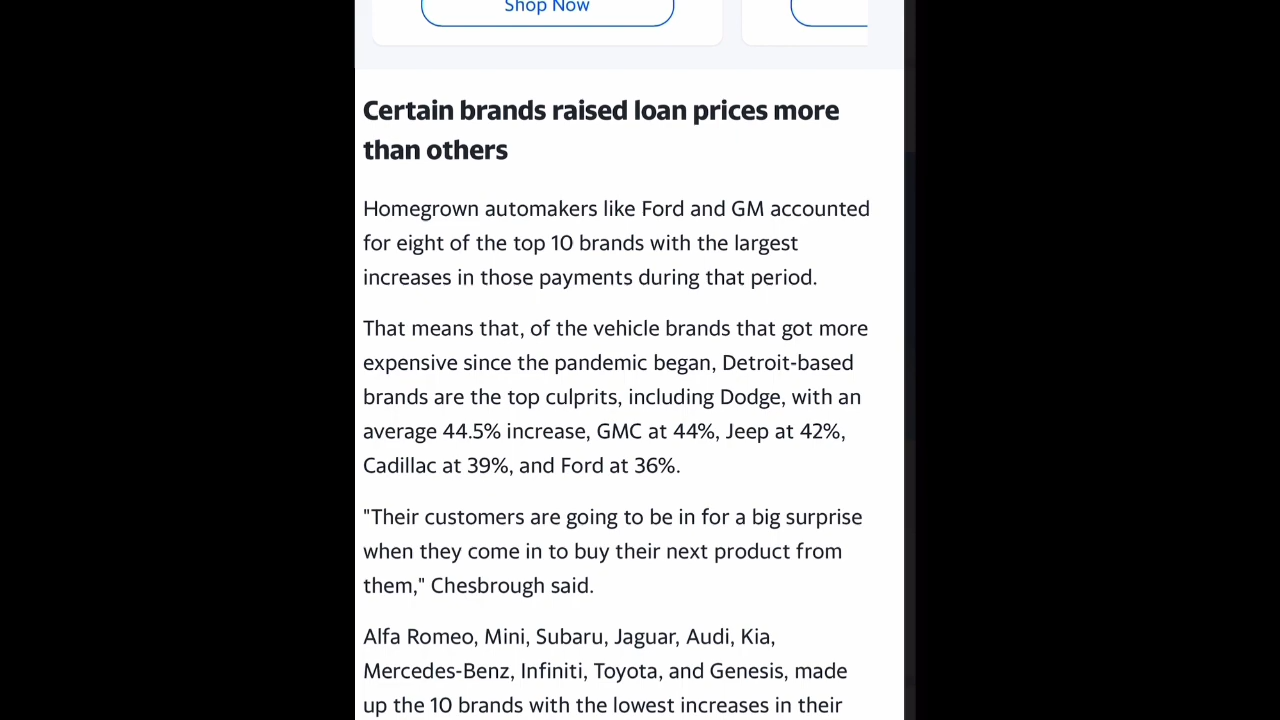 Shop Now
Certain brands raised loan prices more
than others
Homegrown automakers like Ford and GM accounted
for eight of the top 10 brands with the largest
increases in those payments during that period.
That means that, of the vehicle brands that got more
expensive since the pandemic began, Detroit-based
brands are the top culprits, including Dodge, with an
average 44.5% increase, GMC at 44%, Jeep at 42%,
Cadillac at 39%, and Ford at 36%.
"Their customers are going to be in for a big surprise
when they come in to buy their next product from
them," Chesbrough said.
Alfa Romeo, Mini, Subaru, Jaguar, Audi, Kia,
Mercedes-Benz, Infiniti, Toyota, and Genesis, made
up the 10 brands with the lowest increases in their